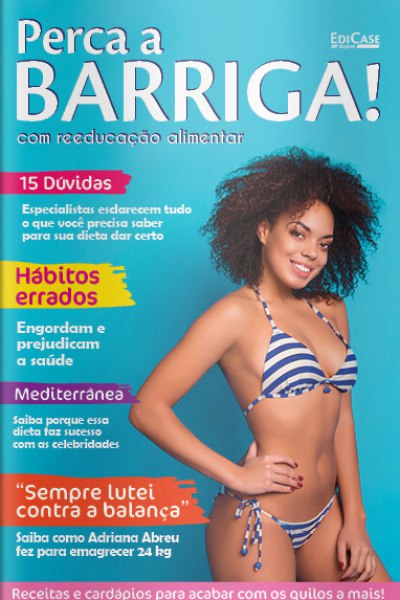 Perca a
EDICASE
digital
BARRIGA!
com reeducação alimentar
15 Dúvidas
Especialistas esclarecem tudo
o que você precisa saber
para sua dieta dar certo
Hábitos
errados
Engordam e
prejudicam
a saúde
Mediterrânea
Saiba porque essa
dieta faz sucesso
com as celebridades
“Sempre lutei
contra a balança”
Saiba como Adriana Abreu
fez para emagrecer 24 kg
Receitas e cardápios para acabar com os quilos a mais!